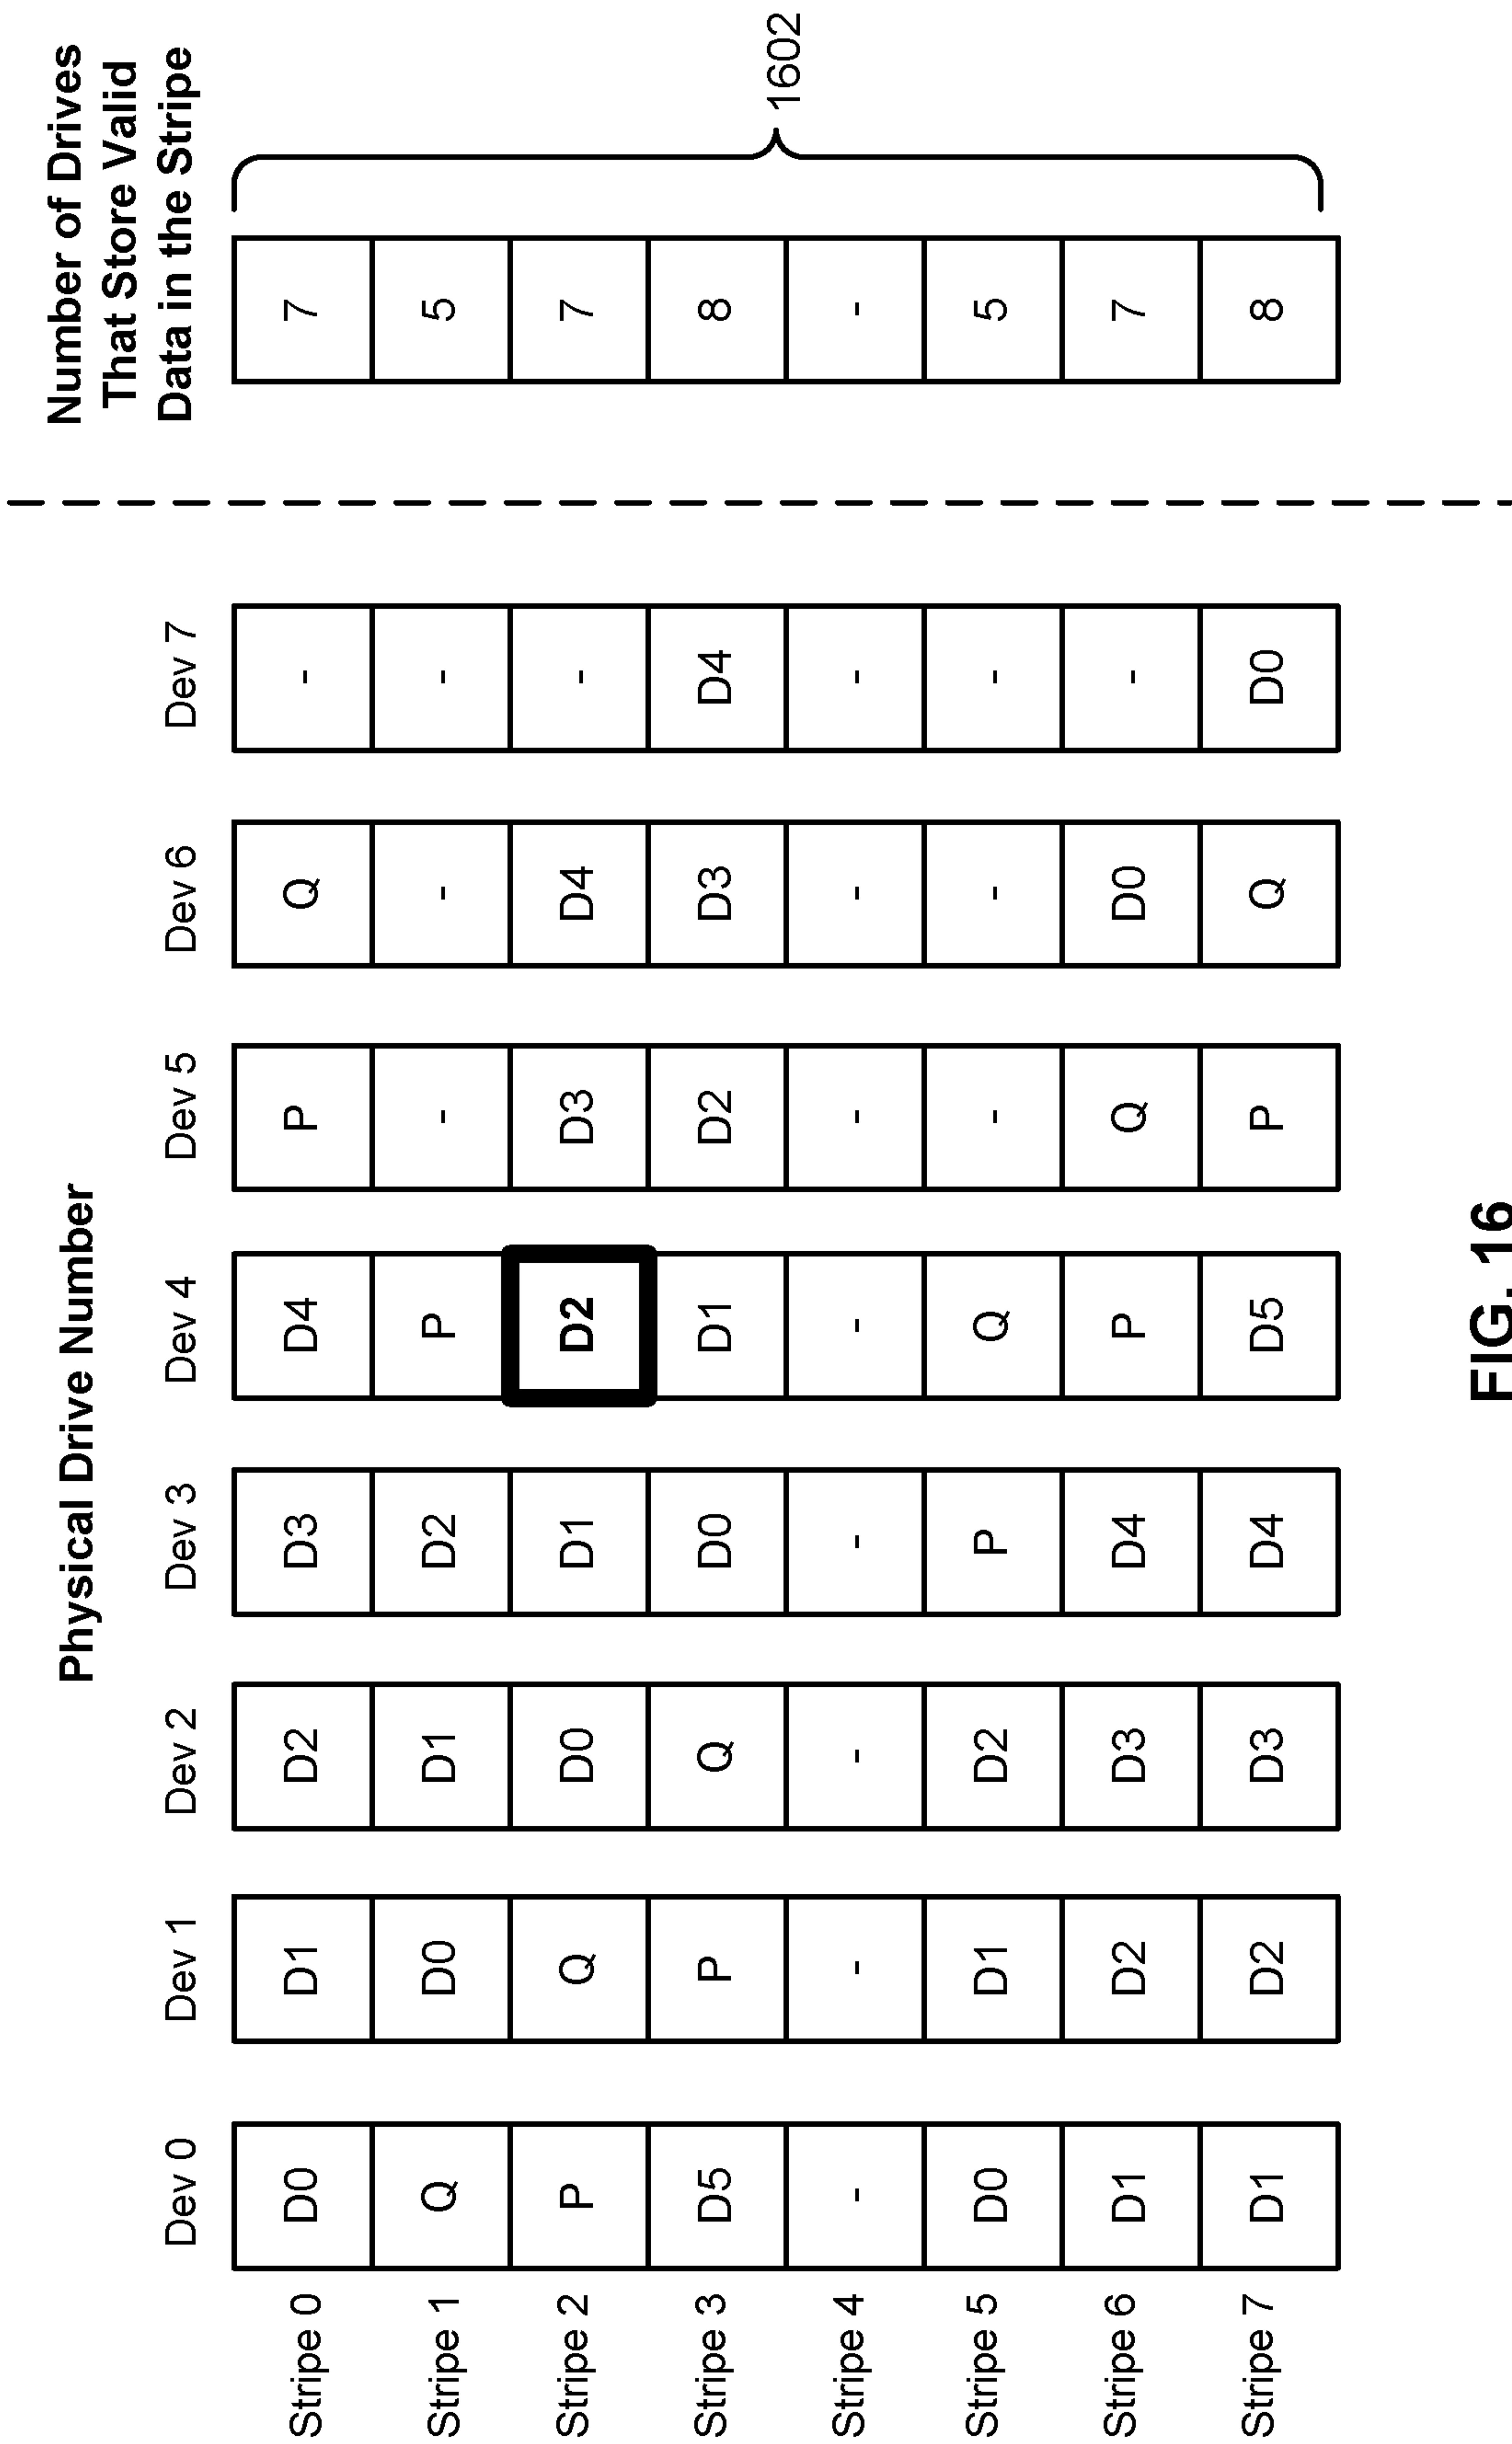 Physical Drive Number
Number of Drives
That Store Valid
Data in the Stripe
Dev 0 Dev 1 Dev 2 Dev 3 Dev 4 Dev 5 Dev 6 Dev 7
Stripe 0 D0 D1 D2 D3 D4 P Q - 7
Stripe 1 Q D0 D1 D2 P - - - 5
Stripe 2 P Q D0 D1 D2 D3 D4 - 7
Stripe 3 D5 P Q D0 D1 D2 D3 D4 8
Stripe 4 - - - - - - - - -
Stripe 5 D0 D1 D2 P Q - - - 5
Stripe 6 D1 D2 D3 D4 P Q D0 - 7
Stripe 7 D1 D2 D3 D4 D5 P Q D0 8
1602
FIG. 16